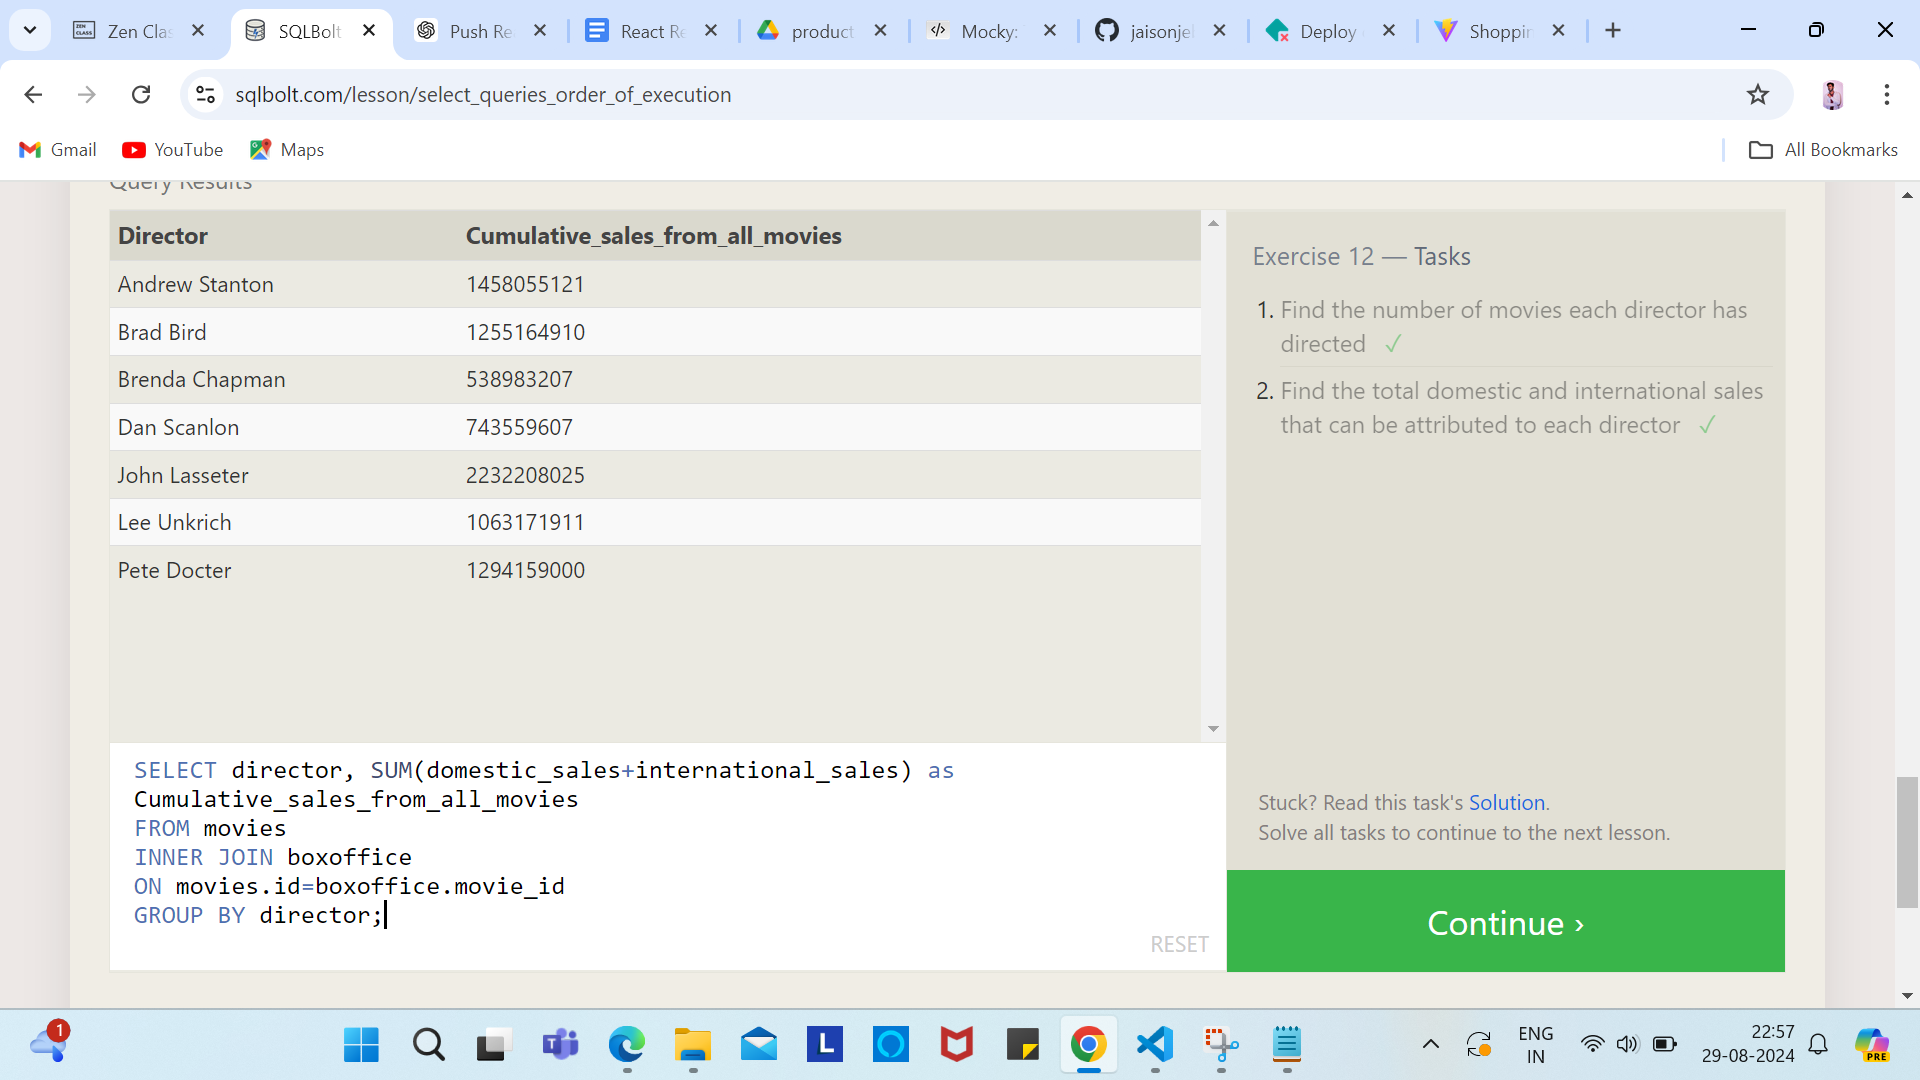 Zen Clas
SQLBolt
Push Re
React Re
product
Mocky:
jaisonjel
Deploy
Shoppin
sqlbolt.com/lesson/select_queries_order_of_execution
Gmail
YouTube
Maps
All Bookmarks
Query Results
Director Cumulative_sales_from_all_movies
Andrew Stanton 1458055121
Brad Bird 1255164910
Brenda Chapman 538983207
Dan Scanlon 743559607
John Lasseter 2232208025
Lee Unkrich 1063171911
Pete Docter 1294159000
Exercise 12 — Tasks
1. Find the number of movies each director has
directed ✓
2. Find the total domestic and international sales
that can be attributed to each director ✓
Stuck? Read this task's Solution.
Solve all tasks to continue to the next lesson.
Continue ›
SELECT director, SUM(domestic_sales+international_sales) as
Cumulative_sales_from_all_movies
FROM movies
INNER JOIN boxoffice
ON movies.id=boxoffice.movie_id
GROUP BY director;
RESET
1
L
ENG
IN
22:57
29-08-2024
PRE